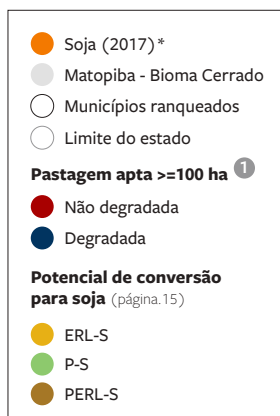 Soja (2017)*
Matopiba - Bioma Cerrado
Municípios ranqueados
Limite do estado
Pastagem apta >=100 ha 1
Não degradada
Degradada
Potencial de conversão
para soja (página.15)
ERL-S
P-S
PERL-S